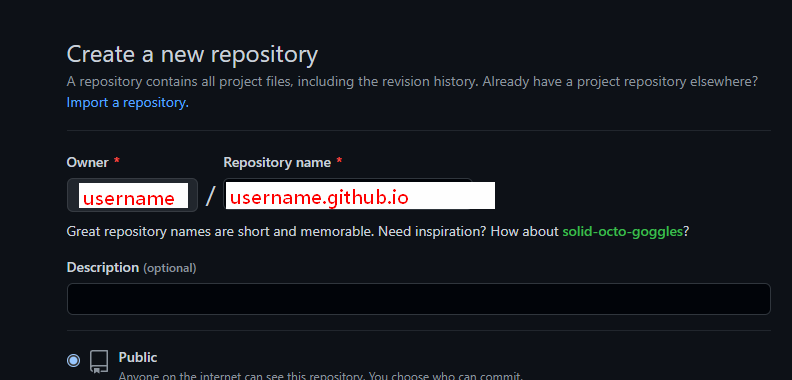 Create a new repository
A repository contains all project files, including the revision history. Already have a project repository elsewhere?
Import a repository.
Owner * Repository name *
username / username.github.io
Great repository names are short and memorable. Need inspiration? How about solid-octo-goggles?
Description (optional)
Public
Anyone on the internet can see this repository. You choose who can commit.